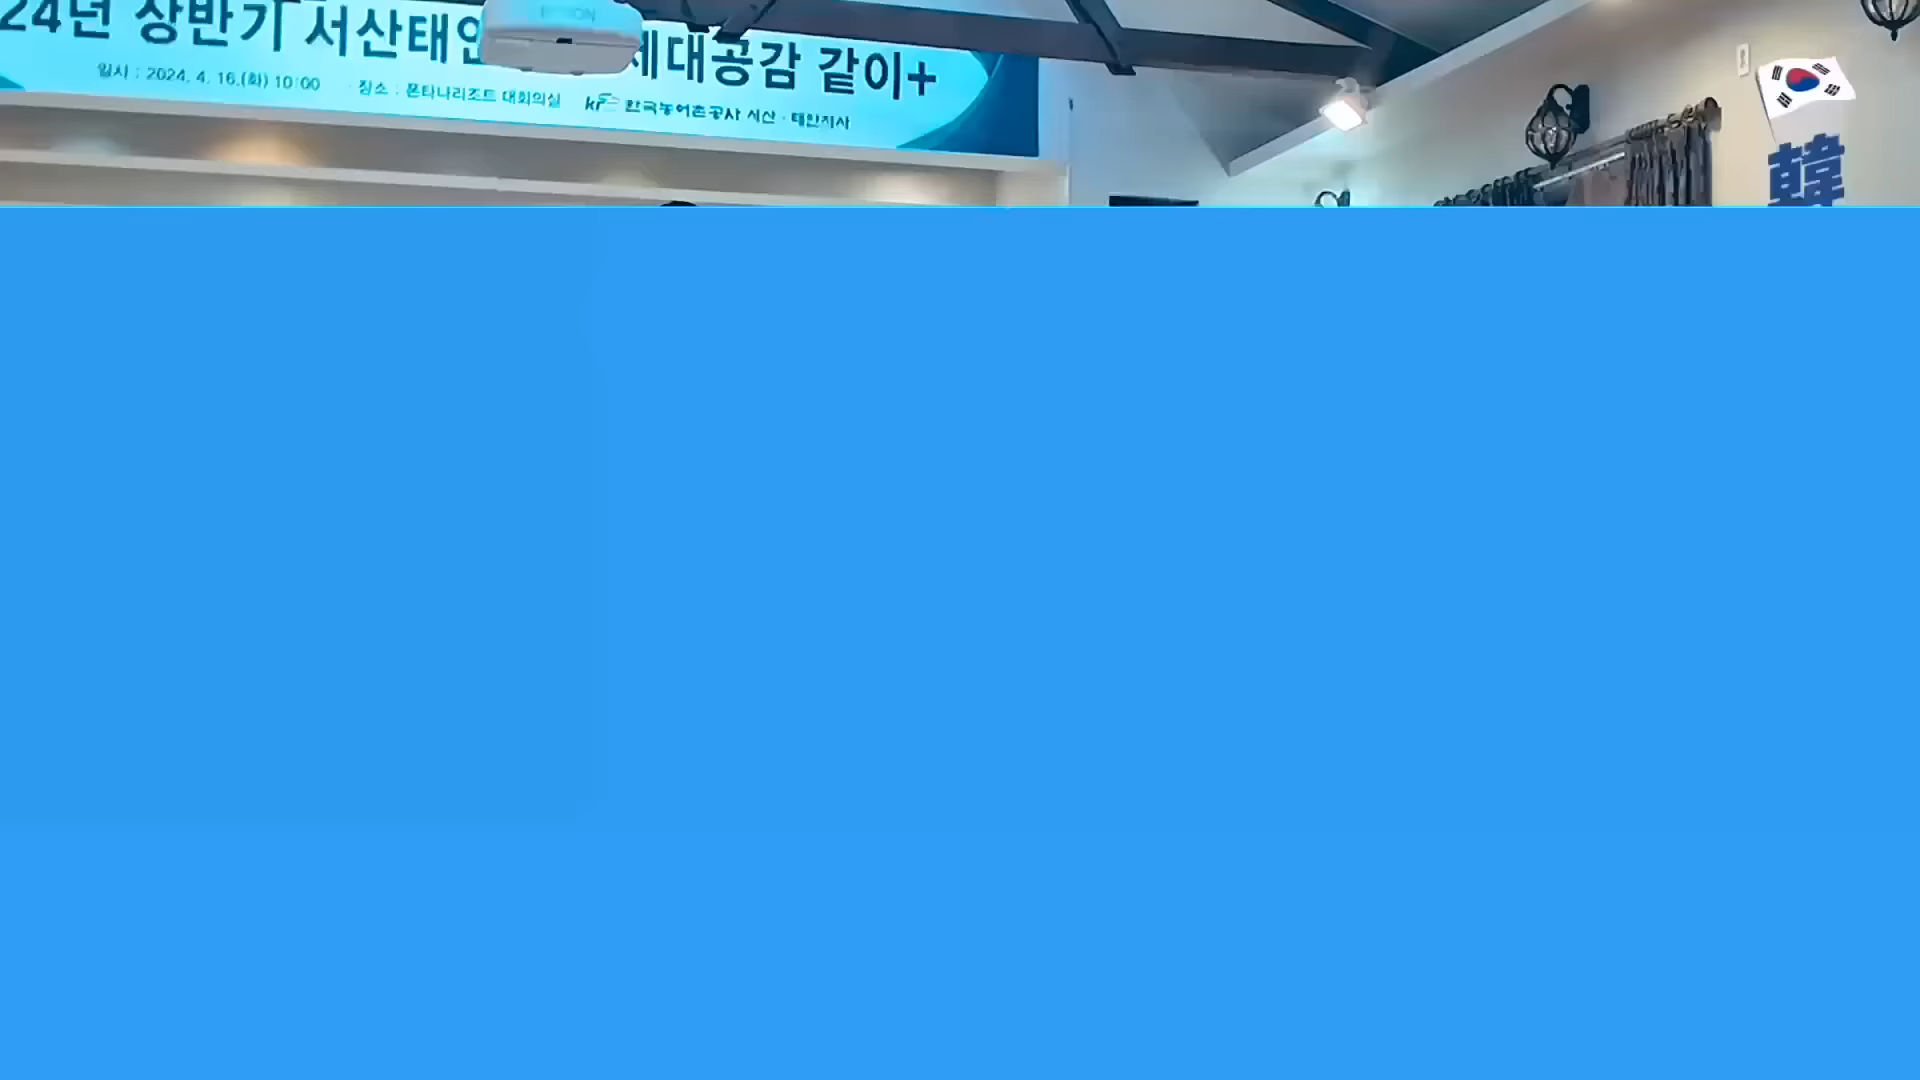 24년 상반기 서산태안 세대공감 같이+
일시 : 2024. 4. 16.(화) 10:00 장소 : 폰타나리조트 대회의실 한국농어촌공사 서산·태안지사
EPSON
韓